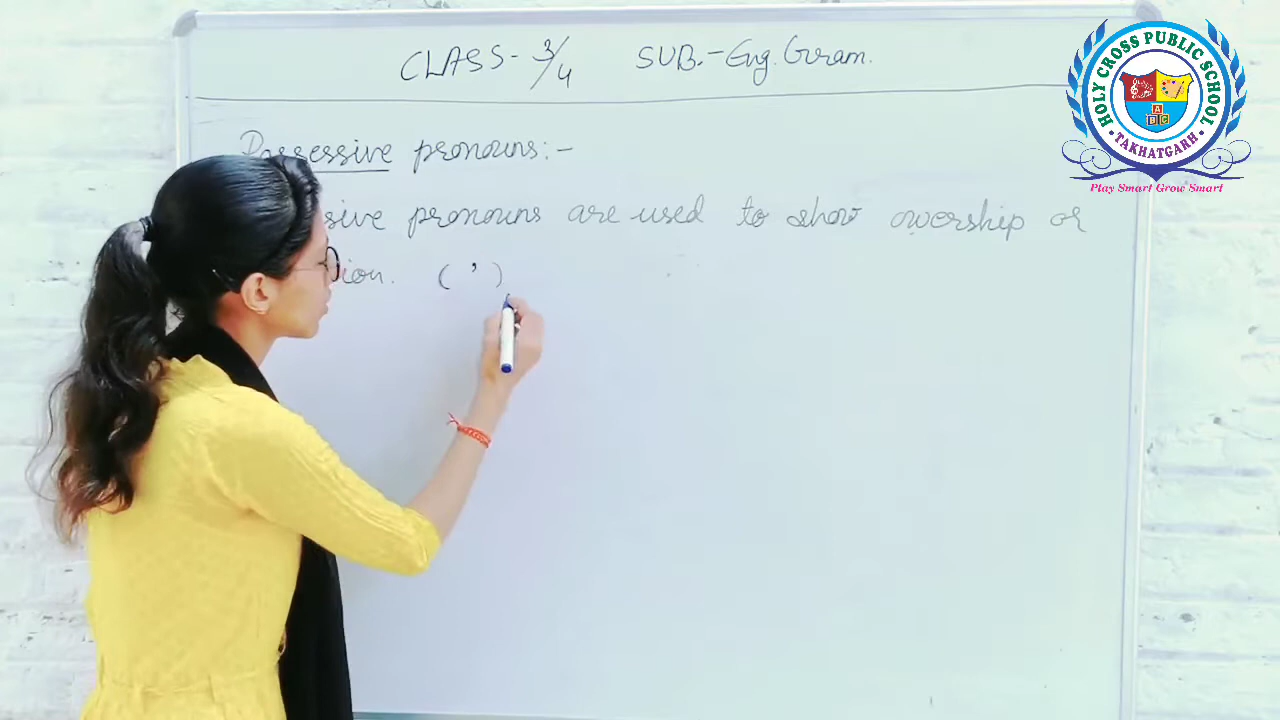 CLASS - 3/4 SUB. - Eng. Gram.
Possessive pronouns:-
sive pronouns are used to show owership or
ion. ( ' )
HOLY CROSS PUBLIC SCHOOL
• TAKHATGARH •
A
B C
Play Smart Grow Smart